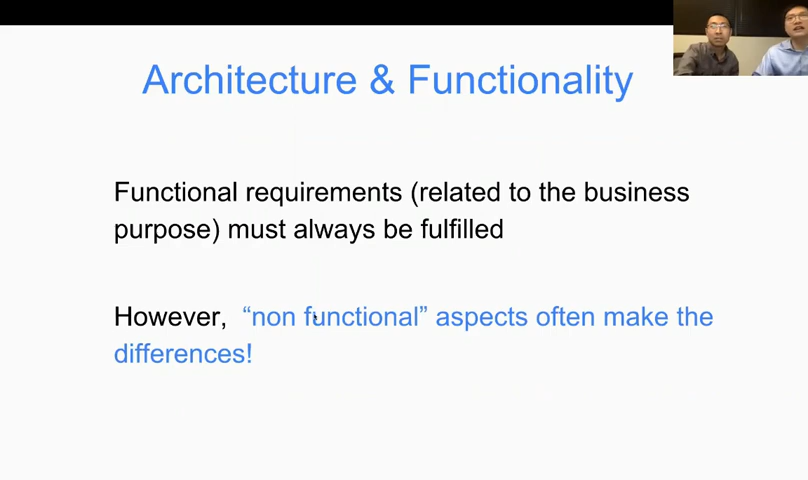 Architecture & Functionality
Functional requirements (related to the business
purpose) must always be fulfilled
However,  “non functional” aspects often make the
differences!